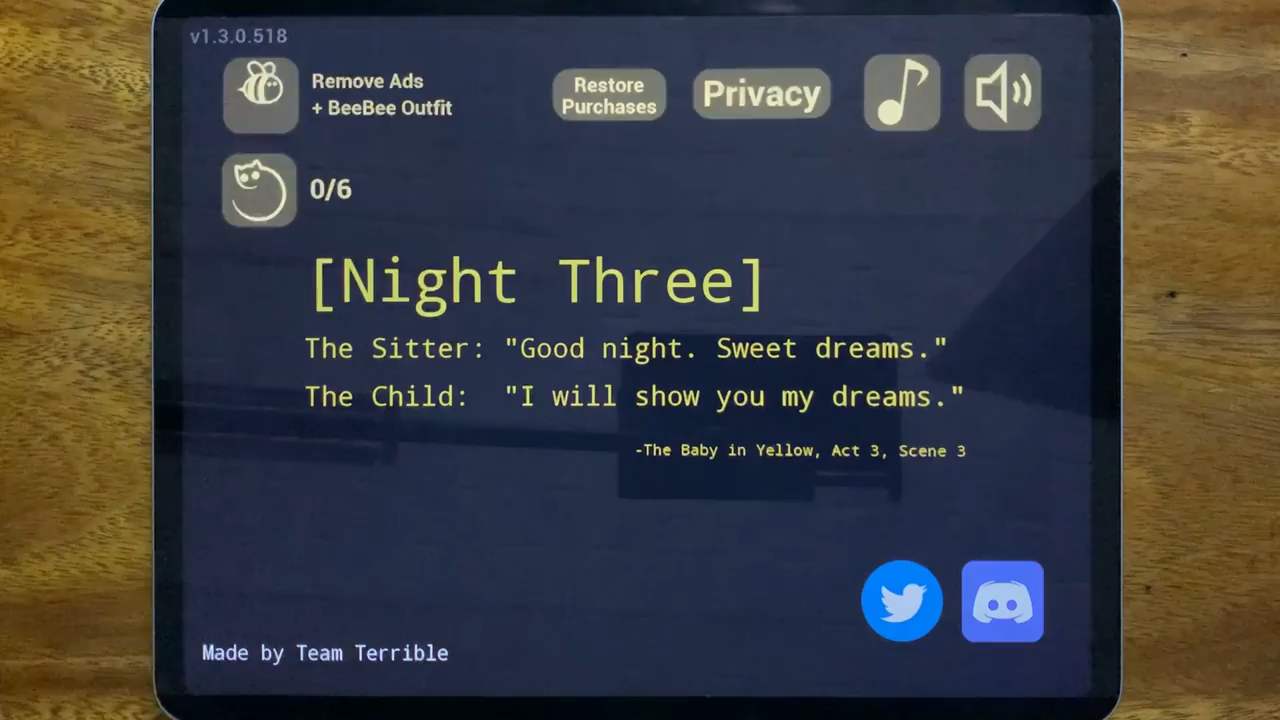 v1.3.0.518
Remove Ads
+ BeeBee Outfit
Restore
Purchases
Privacy
0/6
[Night Three]
The Sitter: "Good night. Sweet dreams."
The Child: "I will show you my dreams."
-The Baby in Yellow, Act 3, Scene 3
Made by Team Terrible